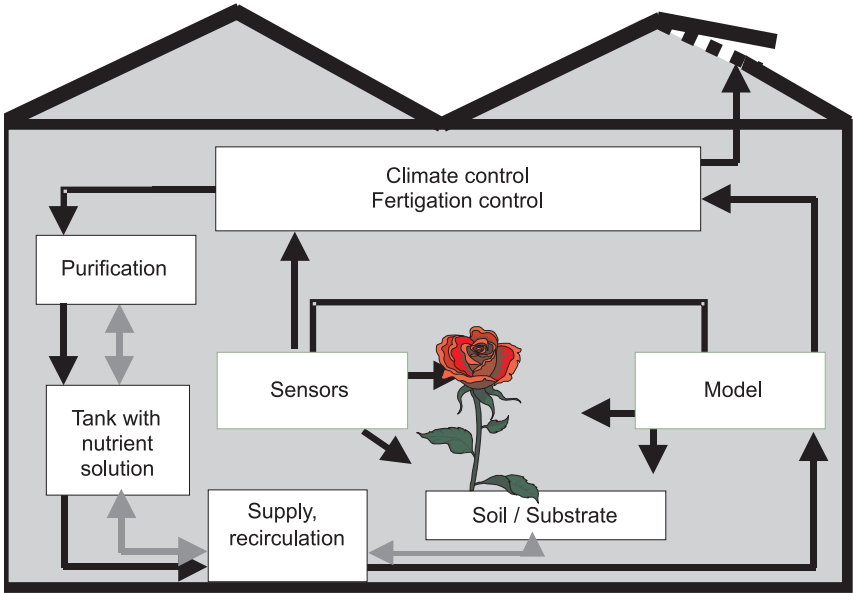 Climate control
Fertigation control
Purification
Sensors
Model
Tank with
nutrient
solution
Supply,
recirculation
Soil / Substrate